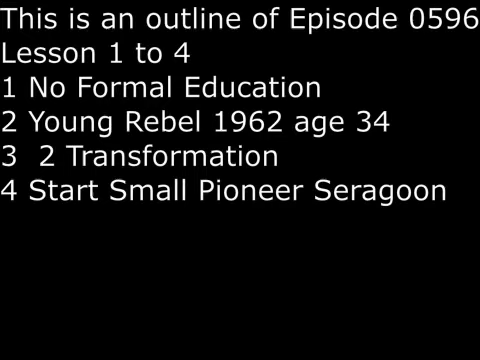 This is an outline of Episode 0596
Lesson 1 to 4
1 No Formal Education
2 Young Rebel 1962 age 34
3  2 Transformation
4 Start Small Pioneer Seragoon